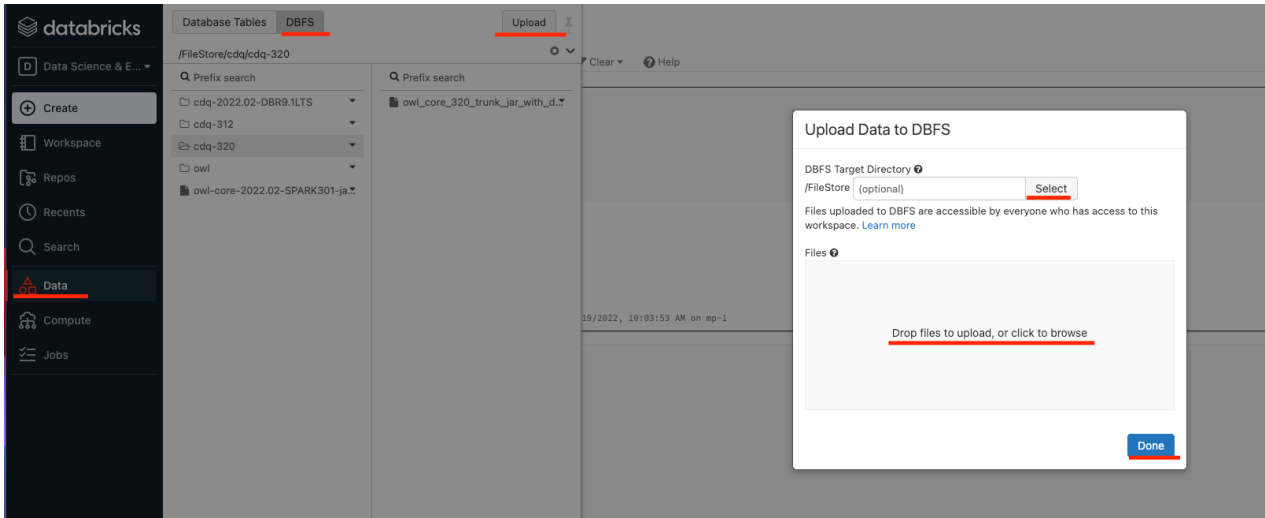 databricks
D Data Science & E...
Create
Workspace
Repos
Recents
Search
Data
Compute
Jobs
Database Tables
DBFS
Upload
/FileStore/cdq/cdq-320
Prefix search
cdq-2022.02-DBR9.1LTS
cdq-312
cdq-320
owl
owl-core-2022.02-SPARK301-ja...
Prefix search
owl_core_320_trunk_jar_with_d...
Clear
Help
19/2022, 10:03:53 AM on mp-1
Upload Data to DBFS
DBFS Target Directory
/FileStore (optional) Select
Files uploaded to DBFS are accessible by everyone who has access to this
workspace. Learn more
Files
Drop files to upload, or click to browse
Done